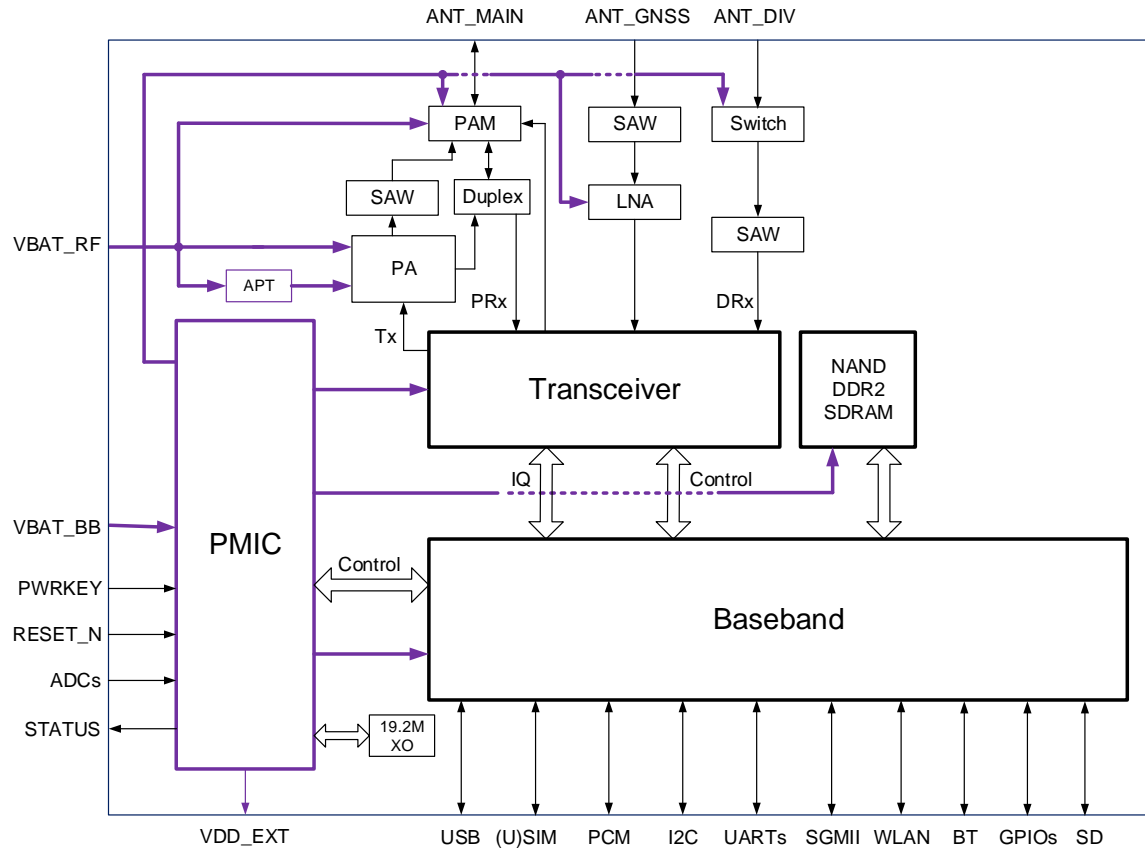 ANT_MAIN
ANT_GNSS
ANT_DIV
PAM
SAW
Switch
SAW
Duplex
LNA
SAW
VBAT_RF
PA
APT
PRx
DRx
Tx
Transceiver
NAND
DDR2
SDRAM
IQ
Control
VBAT_BB
PMIC
Control
PWRKEY
Baseband
RESET_N
ADCs
STATUS
19.2M
XO
VDD_EXT
USB
(U)SIM
PCM
I2C
UARTs
SGMII
WLAN
BT
GPIOs
SD